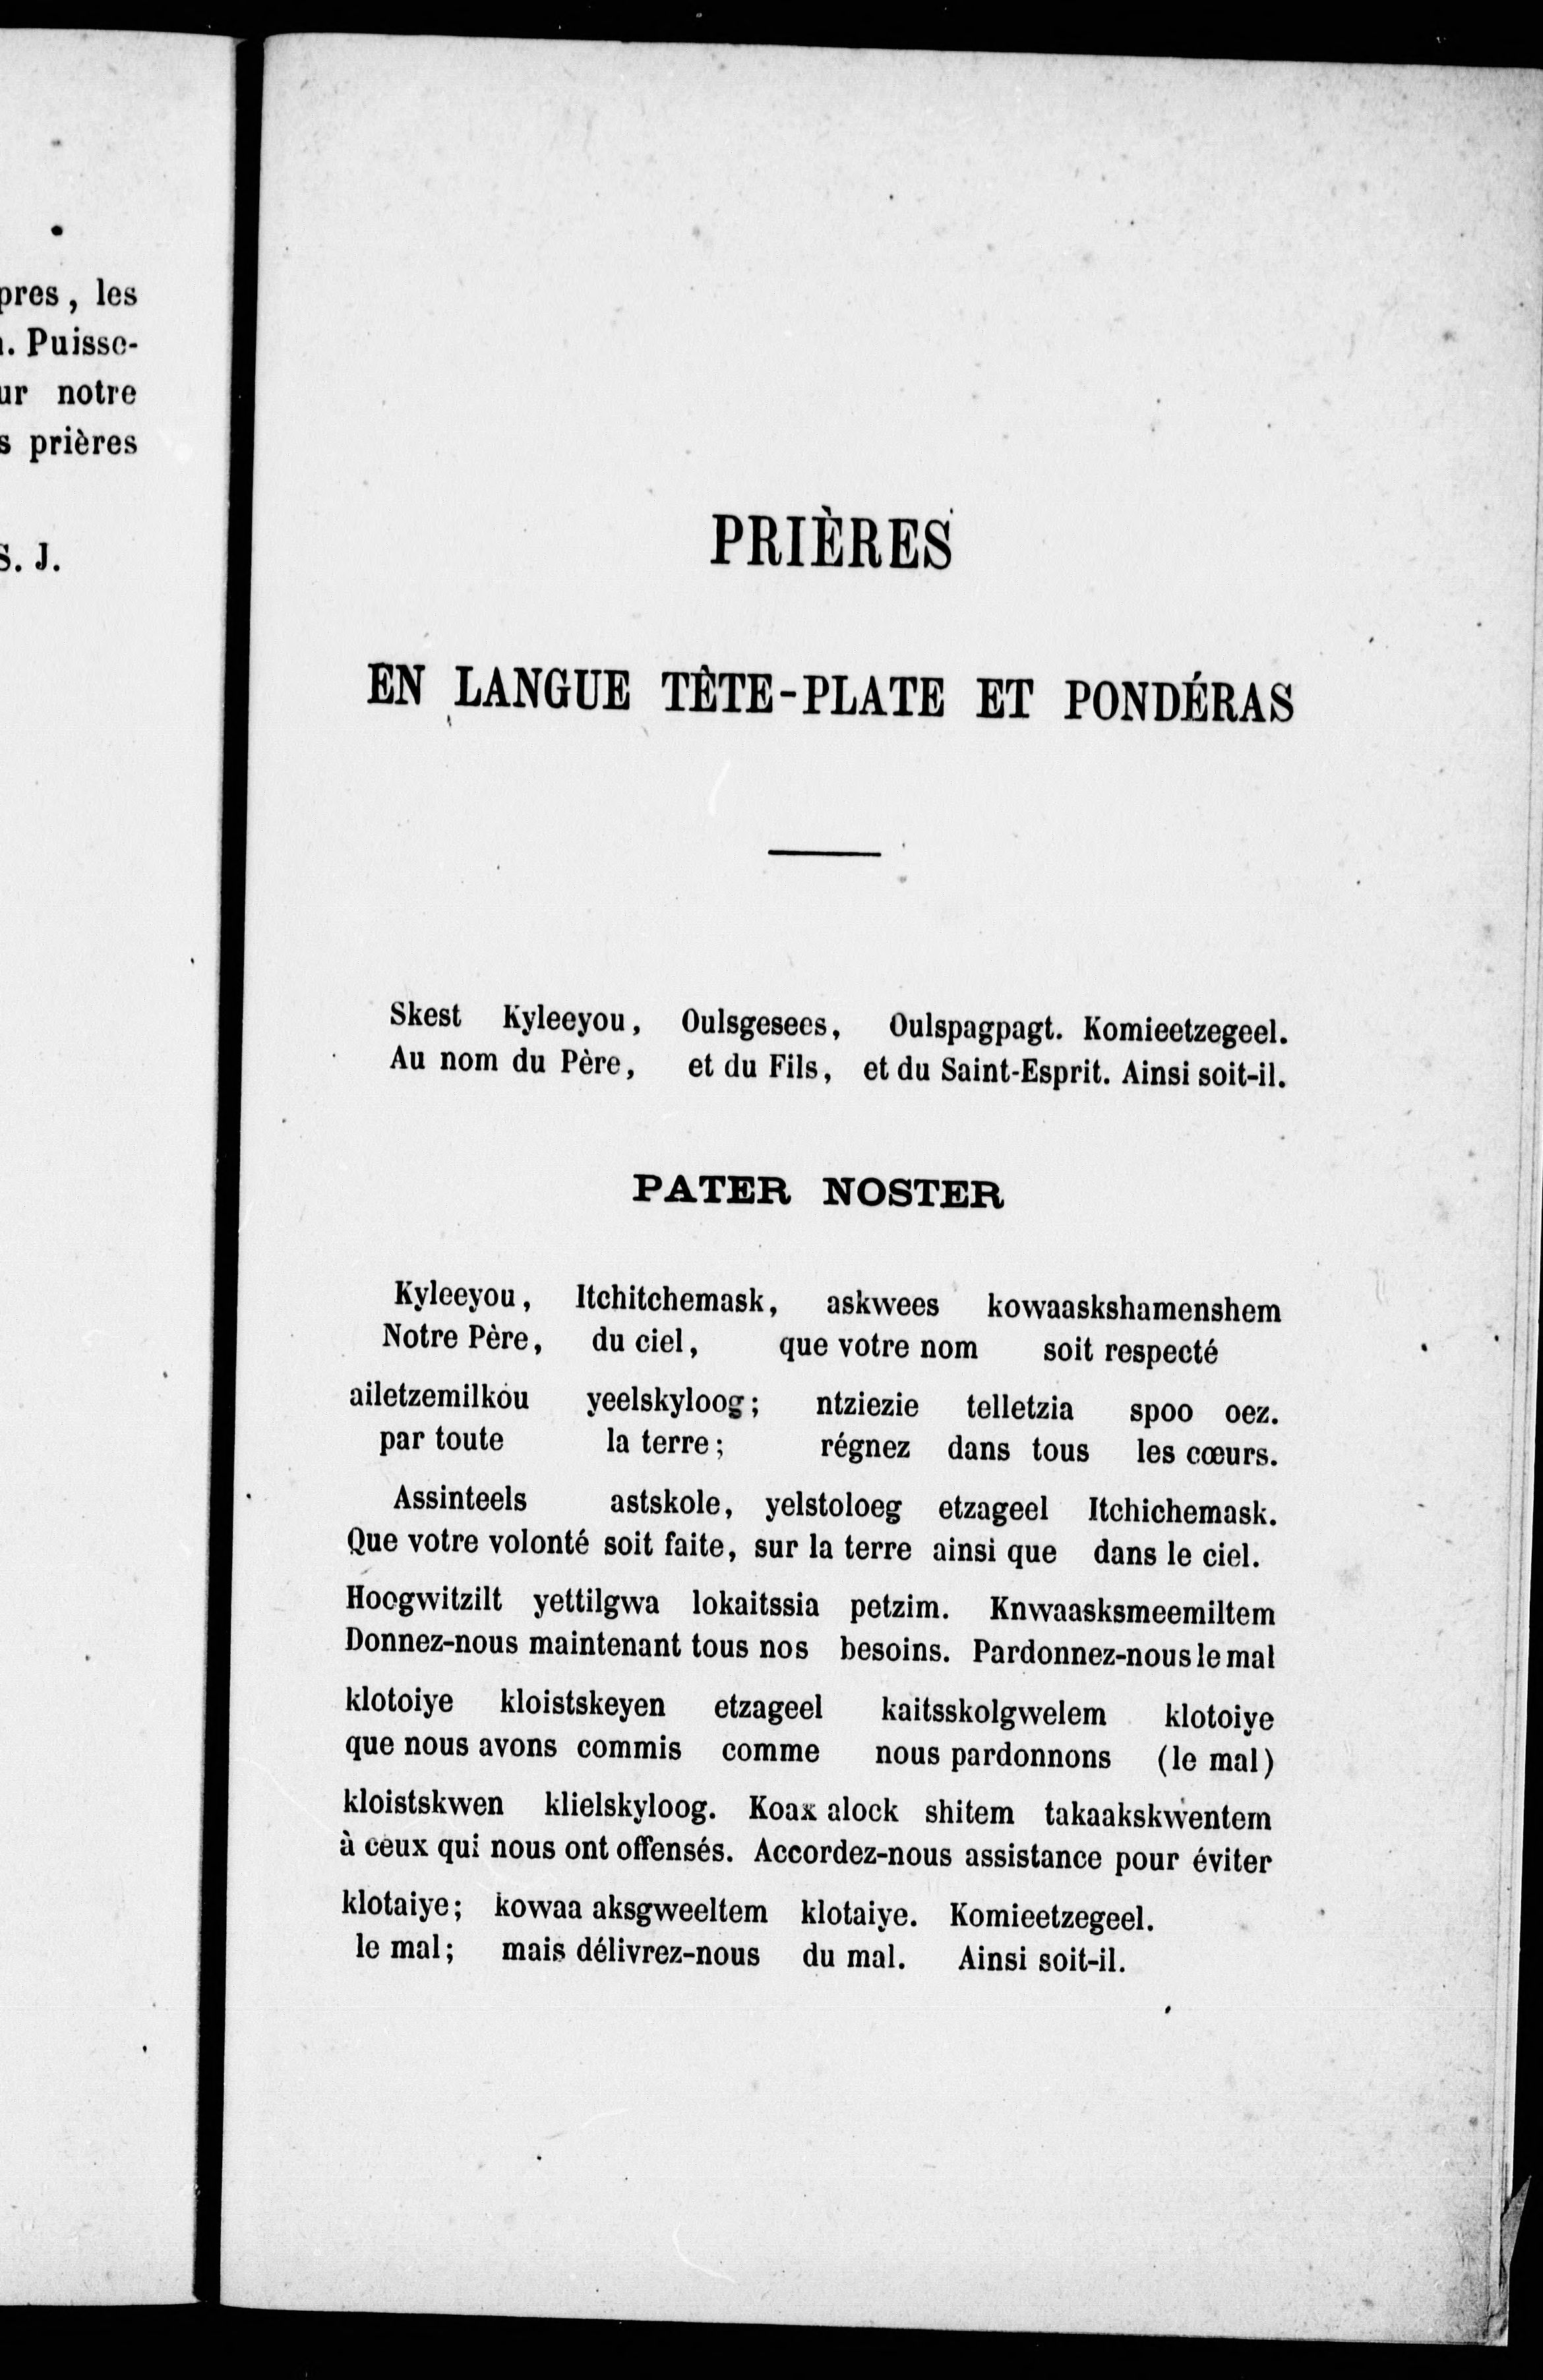 les
Puisse-
notre
prières
S. J.
PRIÈRES
EN LANGUE TÊTE-PLATE ET PONDÉRAS
Skest Kyleeyou, Oulsgesees, Oulspagpagt. Komieetzegeel.
Au nom du Père, et du Fils, et du Saint-Esprit. Ainsi soit-il.
PATER NOSTER
Kyleeyou, Itchitchemask, askwees kowaaskshamenshem
Notre Père, du ciel, que votre nom soit respecté
ailetzemilkou yeelskyloog; ntziezie telletzia spoo oez.
par toute la terre; régnez dans tous les cœurs.
Assinteels astskole, yelstoloeg etzageel Itchichemask.
Que votre volonté soit faite, sur la terre ainsi que dans le ciel.
Hoogwitzilt yettilgwa lokaitssia petzim. Knwaasksmeemiltem
Donnez-nous maintenant tous nos besoins. Pardonnez-nous le mal
klotoiye kloistskeyen etzageel kaitsskolgwelem klotoiye
que nous avons commis comme nous pardonnons (le mal)
kloistskwen klielskyloog. Koax alock shitem takaakskwentem
à ceux qui nous ont offensés. Accordez-nous assistance pour éviter
klotaiye; kowaa aksgweeltem klotaiye. Komieetzegeel.
le mal; mais délivrez-nous du mal. Ainsi soit-il.